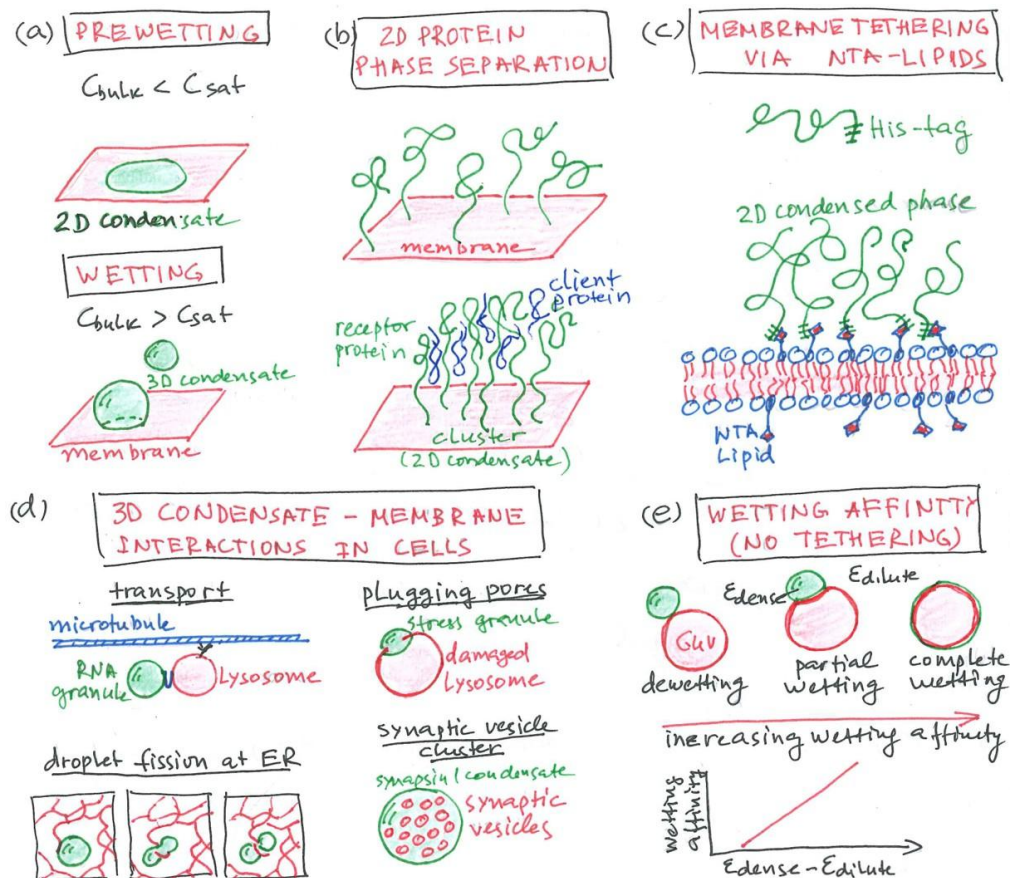 (a) PREWETTING
Cbulk < Csat
2D condensate
WETTING
Cbulk > Csat
3D condensate
membrane
(b) 2D PROTEIN
PHASE SEPARATION
membrane
client
protein
receptor
protein
cluster
(2D condensate)
(c) MEMBRANE TETHERING
VIA NTA-LIPIDS
His-tag
2D condensed phase
NTA
Lipid
(d) 3D CONDENSATE - MEMBRANE
INTERACTIONS IN CELLS
transport
microtubule
RNA
granule
Lysosome
droplet fission at ER
plugging pores
stress granule
damaged
Lysosome
synaptic vesicle
cluster
synapsin/condensate
synaptic
vesicles
(e) WETTING AFFINTTY
(NO TETHERING)
Edense
Edilute
GUV
dewetting
partial
wetting
complete
wetting
increasing wetting affinity
wetting
affinity
Edense - Edilute